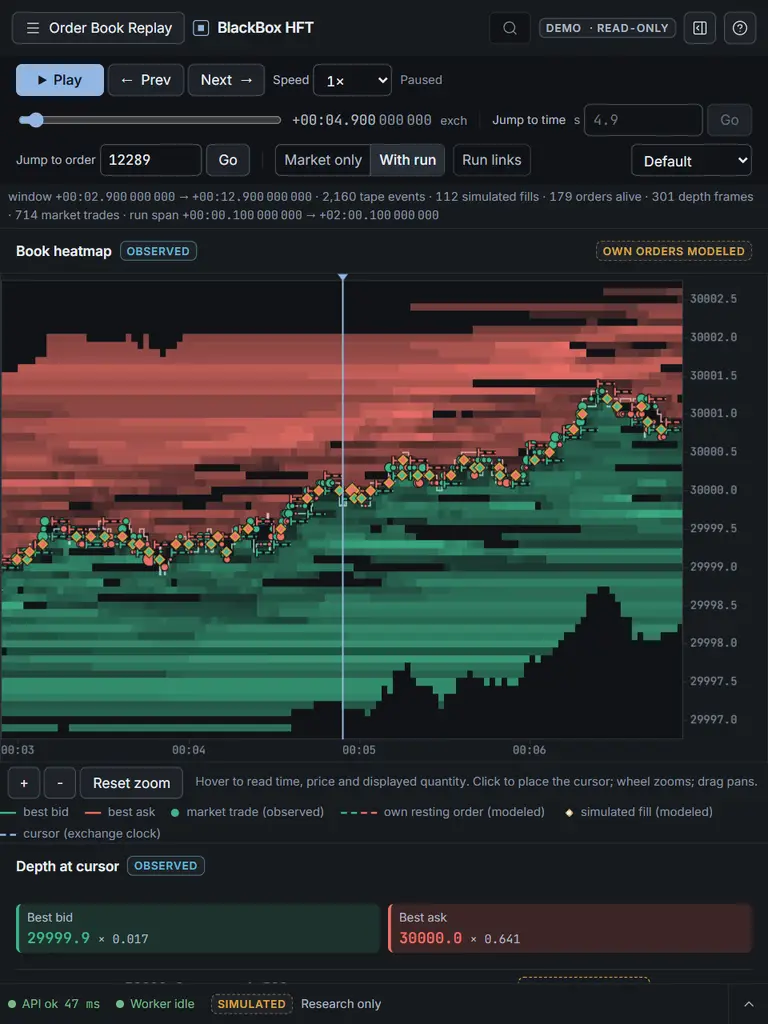 Order Book Replay BlackBox HFT DEMO · READ-ONLY
Play ← Prev Next → Speed 1× Paused
+00:04.900 000 000 exch Jump to time s 4.9 Go
Jump to order 12289 Go Market only With run Run links Default
window +00:02.900 000 000 → +00:12.900 000 000 · 2,160 tape events · 112 simulated fills · 179 orders alive · 301 depth frames
· 714 market trades · run span +00:00.100 000 000 → +02:00.100 000 000
Book heatmap OBSERVED OWN ORDERS MODELED
30002.5
30002.0
30001.5
30001.0
30000.5
30000.0
29999.5
29999.0
29998.5
29998.0
29997.5
29997.0
00:03 00:04 00:05 00:06
+ - Reset zoom Hover to read time, price and displayed quantity. Click to place the cursor; wheel zooms; drag pans.
best bid best ask market trade (observed) own resting order (modeled) simulated fill (modeled)
cursor (exchange clock)
Depth at cursor OBSERVED
Best bid Best ask
29999.9 × 0.017 30000.0 × 0.641
API ok 47 ms Worker idle SIMULATED Research only